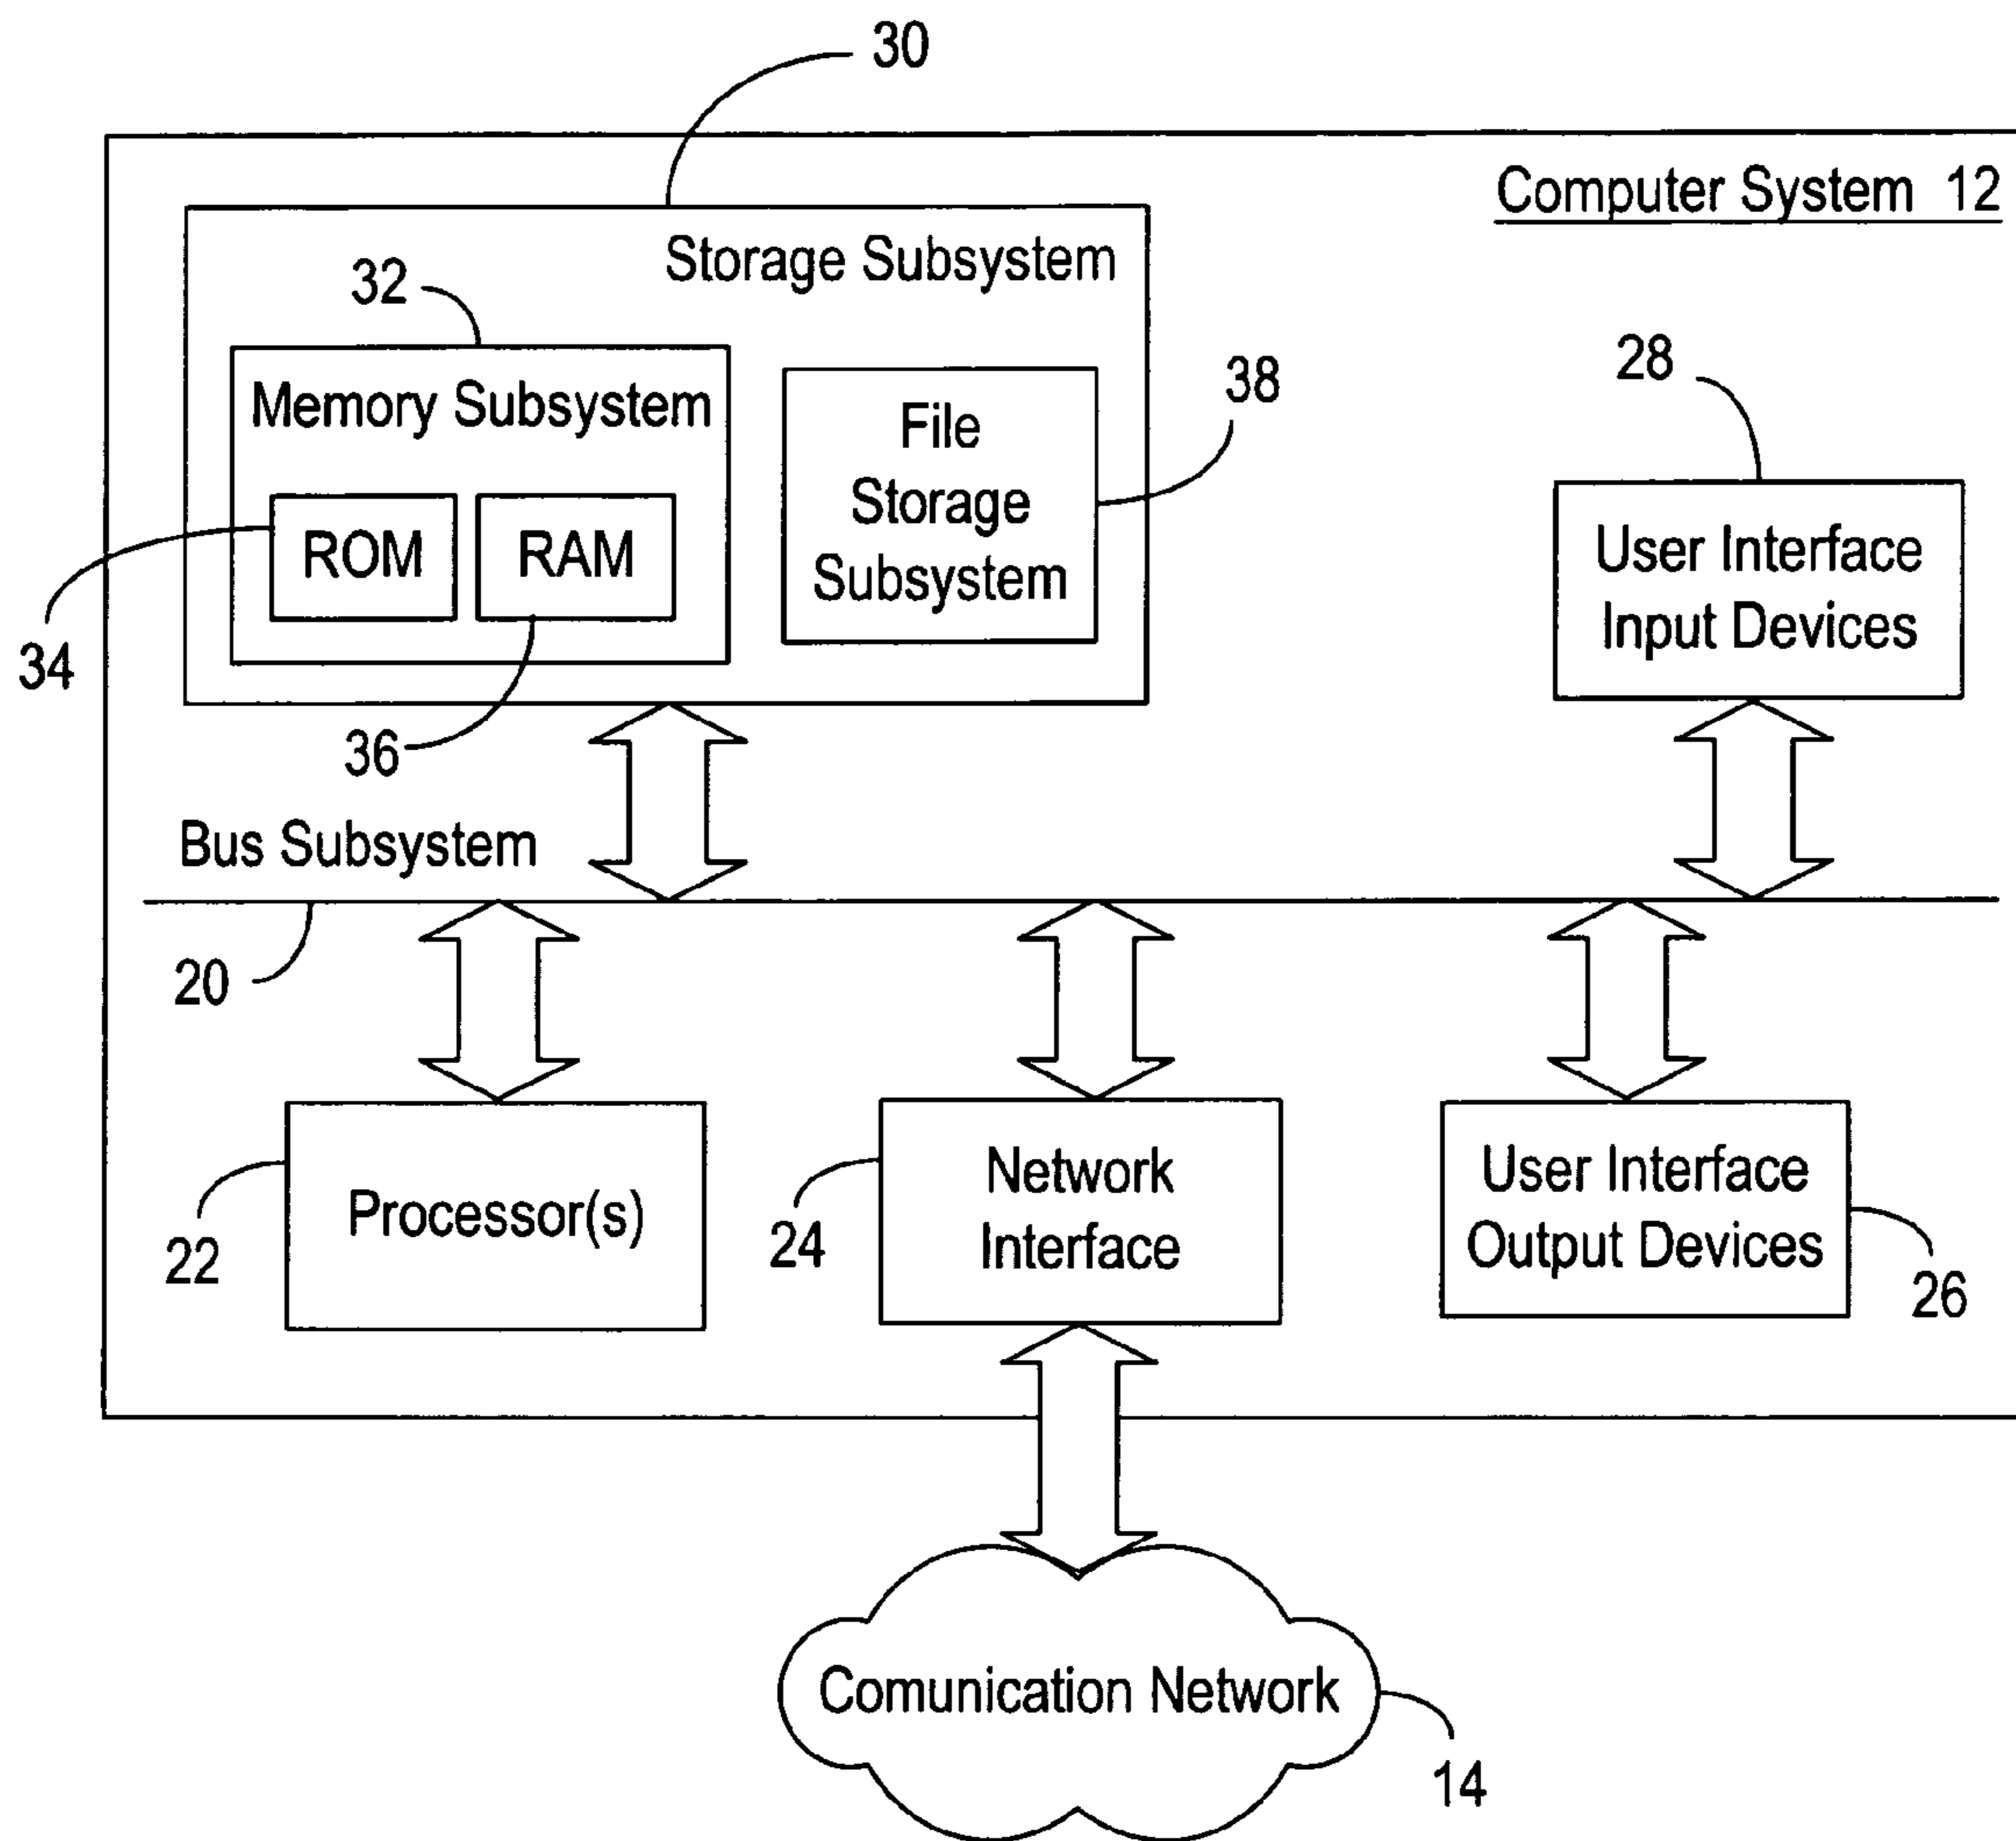 30
Computer System 12
Storage Subsystem
32
Memory Subsystem
File
Storage
Subsystem
38
28
ROM
RAM
User Interface
Input Devices
34
36
Bus Subsystem
20
Processor(s)
22
Network
Interface
24
User Interface
Output Devices
26
Comunication Network
14